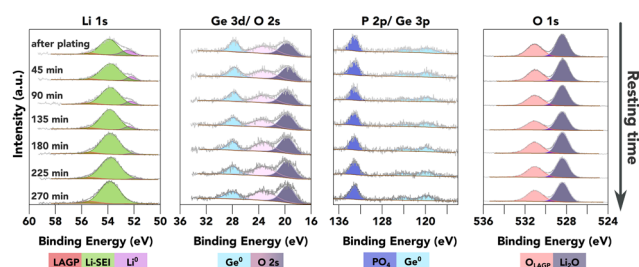 Li 1s
Ge 3d/ O 2s
P 2p/ Ge 3p
O 1s
Intensity (a.u.)
after plating
45 min
90 min
135 min
180 min
225 min
270 min
Resting time
60 58 56 54 52 50
36 32 28 24 20 16
136 128 120
532 528 524
Binding Energy (eV)
Binding Energy (eV)
Binding Energy (eV)
Binding Energy (eV)
LAGP Li-SEI Li⁰
Ge⁰ O 2s
PO₄ Ge⁰
O_LAGP Li₂O